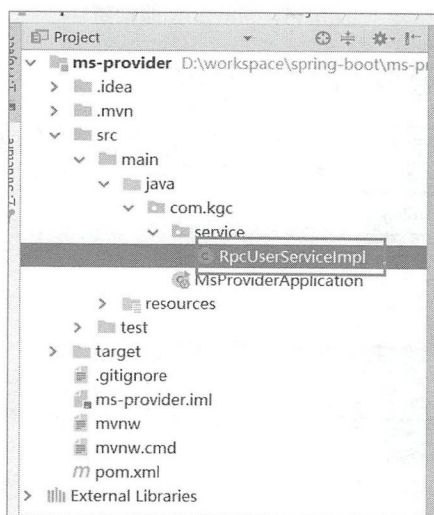 Project
ms-provider D:\workspace\spring-boot\ms-pr
.idea
.mvn
src
main
java
com.kgc
service
RpcUserServiceImpl
MsProviderApplication
resources
test
target
.gitignore
ms-provider.iml
mvnw
mvnw.cmd
pom.xml
External Libraries